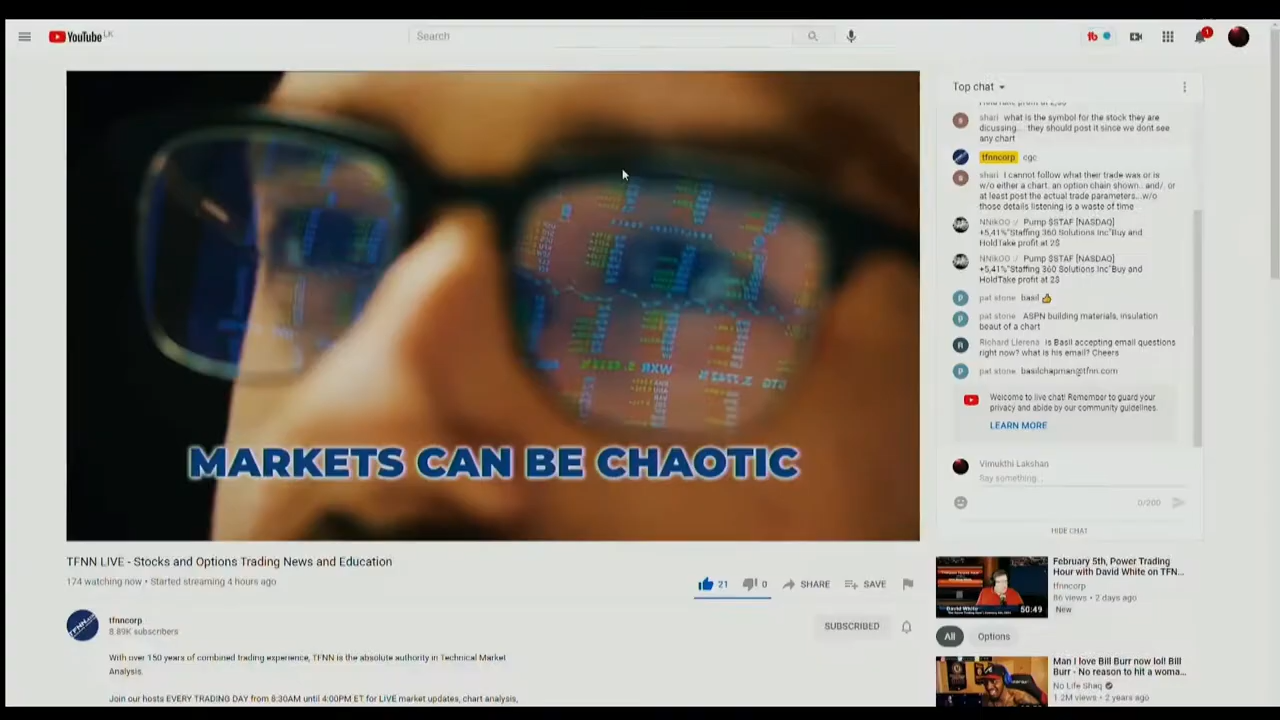 YouTube LK
Search
1
MARKETS CAN BE CHAOTIC
TFNN LIVE - Stocks and Options Trading News and Education
174 watching now • Started streaming 4 hours ago
21
0
SHARE
SAVE
tfnncorp
8.89K subscribers
SUBSCRIBED
With over 150 years of combined trading experience, TFNN is the absolute authority in Technical Market
Analysis.
Join our hosts EVERY TRADING DAY from 8:30AM until 4:00PM ET for LIVE market updates, chart analysis,
Top chat
shari what is the symbol for the stock they are
dicussing.... they should post it since we dont see
any chart
tfnncorp cgc
shari I cannot follow what their trade was or is
w/o either a chart. an option chain shown.. and/. or
at least post the actual trade parameters...w/o
those details listening is a waste of time
NNikOO :/ Pump $STAF [NASDAQ]
+5,41%"Staffing 360 Solutions Inc"Buy and
HoldTake profit at 2$
NNikOO :/ Pump $STAF [NASDAQ]
+5,41%"Staffing 360 Solutions Inc"Buy and
HoldTake profit at 2$
pat stone basil 👍
pat stone ASPN building materials, insulation
beaut of a chart
Richard Llerena is Basil accepting email questions
right now? what is his email? Cheers
pat stone basilchapman@tfnn.com
Welcome to live chat! Remember to guard your
privacy and abide by our community guidelines.
LEARN MORE
Vimukthi Lakshan
Say something...
0/200
HIDE CHAT
February 5th, Power Trading
Hour with David White on TFN...
tfnncorp
86 views • 2 days ago
New
David White
50:49
All
Options
Man I love Bill Burr now lol! Bill
Burr - No reason to hit a woma...
No Life Shaq
1.2M views • 2 years ago